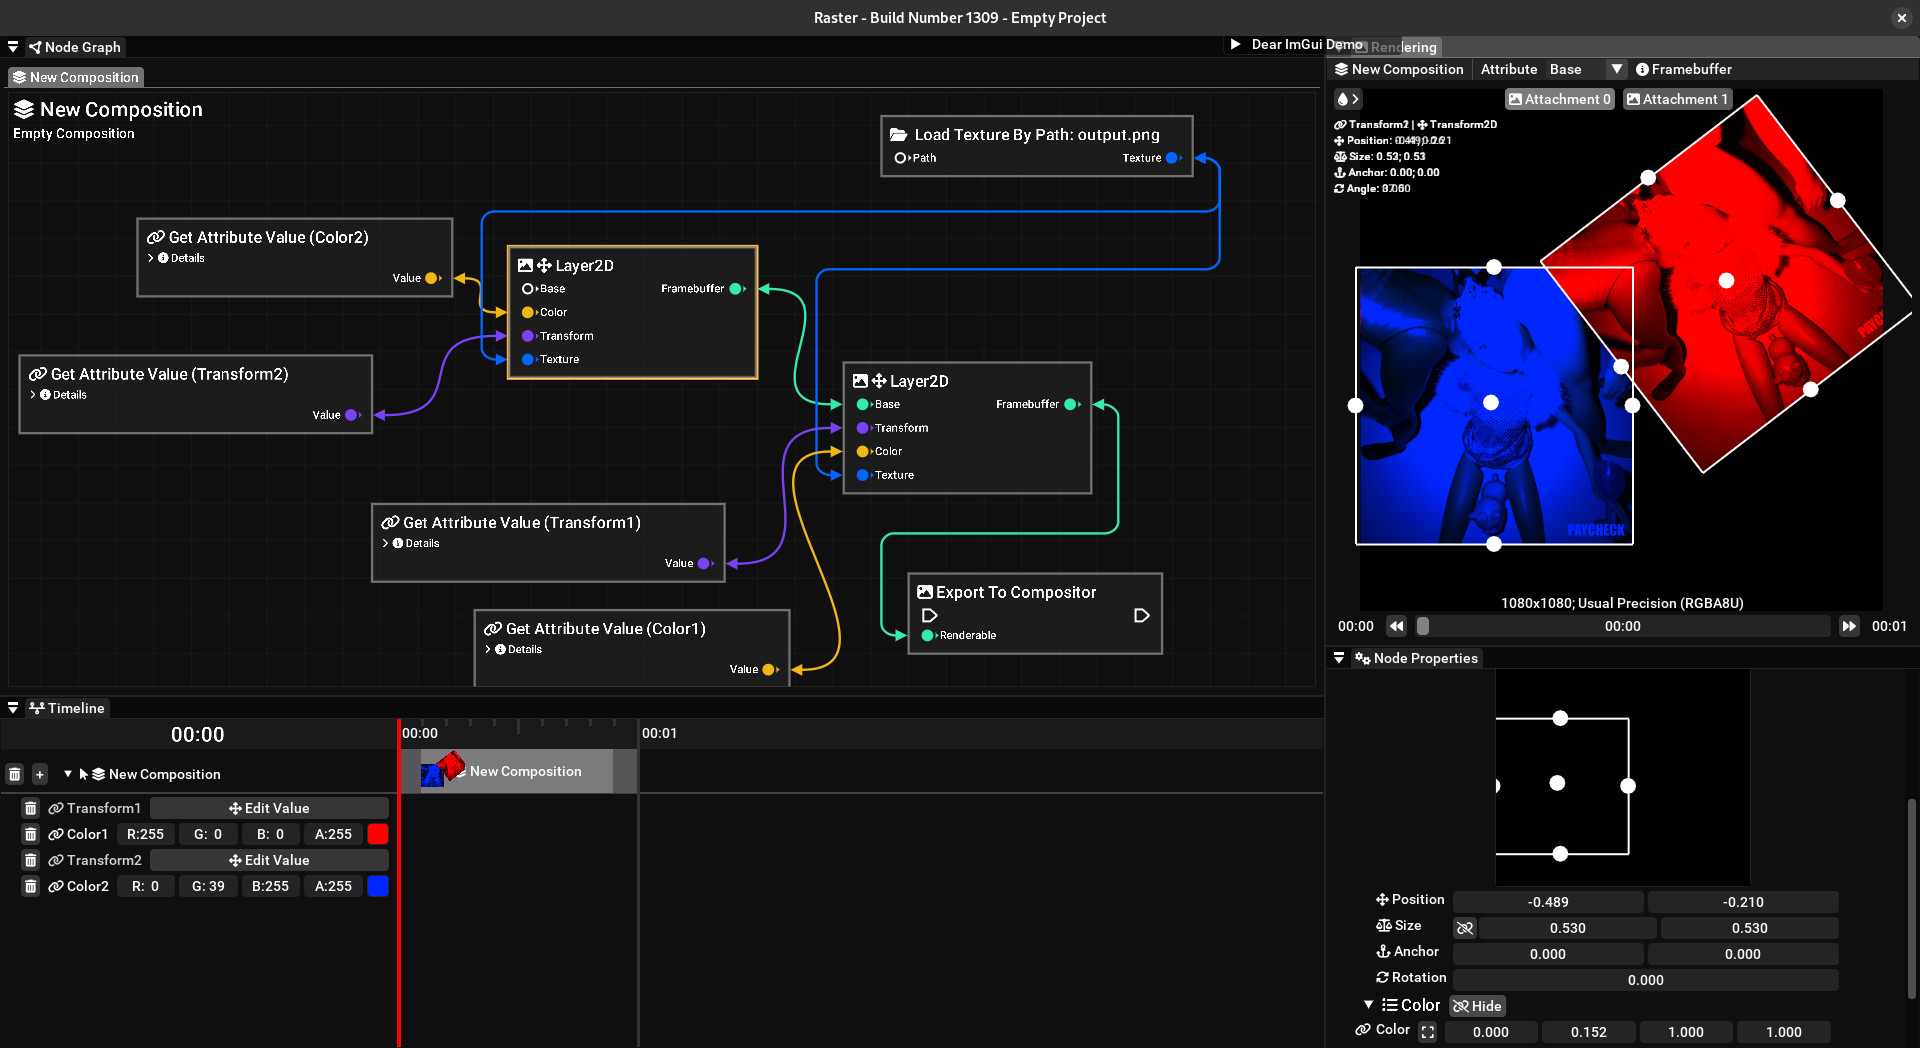 Raster - Build Number 1309 - Empty Project
Node Graph
Dear ImGui Demo
Rendering
New Composition
New Composition
Empty Composition
Load Texture By Path: output.png
Path
Texture
Get Attribute Value (Color2)
Details
Value
Layer2D
Base
Framebuffer
Color
Transform
Texture
Get Attribute Value (Transform2)
Details
Value
Layer2D
Base
Framebuffer
Transform
Color
Texture
Get Attribute Value (Transform1)
Details
Value
Export To Compositor
Renderable
Get Attribute Value (Color1)
Details
Value
New Composition
Attribute
Base
Framebuffer
Attachment 0
Attachment 1
| Transform2D
Position:
Size: 0.53; 0.53
Anchor: 0.00; 0.00
Angle:
PAYCHECK
1080x1080; Usual Precision (RGBA8U)
00:00
00:00
00:01
Timeline
00:00
00:00
00:01
New Composition
New Composition
Transform1
Edit Value
Color1 R:255 G: 0 B: 0 A:255
Transform2
Edit Value
Color2 R: 0 G: 39 B:255 A:255
Node Properties
Position -0.489 -0.210
Size 0.530 0.530
Anchor 0.000 0.000
Rotation 0.000
Color Hide
Color 0.000 0.152 1.000 1.000